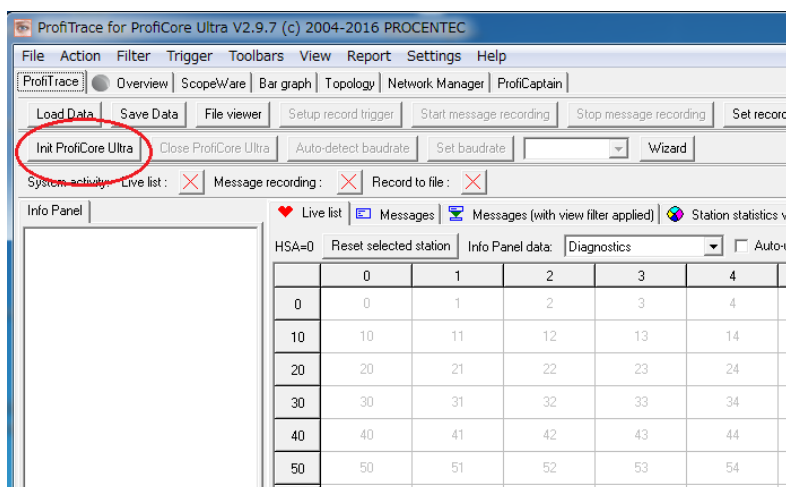 ProfiTrace for ProfiCore Ultra V2.9.7 (c) 2004-2016 PROCENTEC
File Action Filter Trigger Toolbars View Report Settings Help
ProfiTrace Overview ScopeWare Bar graph Topology Network Manager ProfiCaptain
Load Data Save Data File viewer Setup record trigger Start message recording Stop message recording Set recor
Init ProfiCore Ultra Close ProfiCore Ultra Auto-detect baudrate Set baudrate Wizard
System activity: Live list : Message recording : Record to file :
Info Panel Live list Messages Messages (with view filter applied) Station statistics v
HSA=0 Reset selected station Info Panel data: Diagnostics Auto-u
0 1 2 3 4
0 0 1 2 3 4
10 10 11 12 13 14
20 20 21 22 23 24
30 30 31 32 33 34
40 40 41 42 43 44
50 50 51 52 53 54